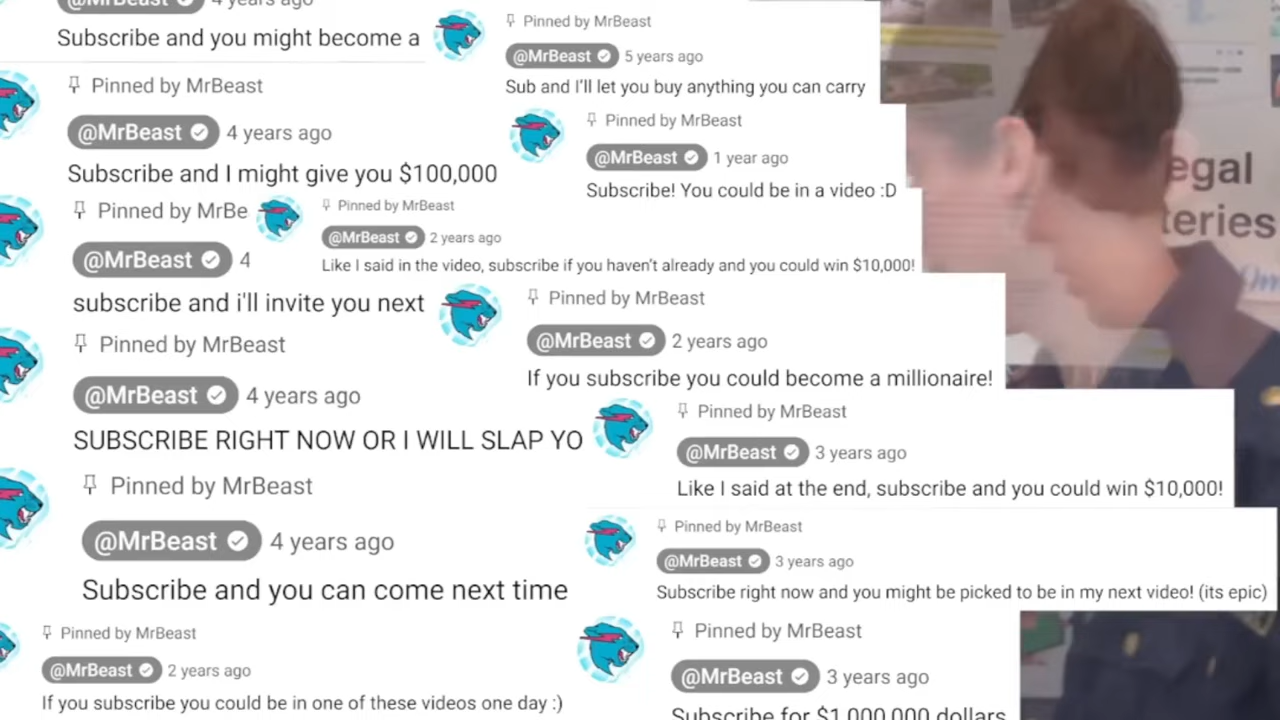 @MrBeast 4 years ago
Subscribe and you might become a
Pinned by MrBeast
@MrBeast 4 years ago
Subscribe and I might give you $100,000
Pinned by MrBe
@MrBeast 4
subscribe and i'll invite you next
Pinned by MrBeast
@MrBeast 4 years ago
SUBSCRIBE RIGHT NOW OR I WILL SLAP YO
Pinned by MrBeast
@MrBeast 4 years ago
Subscribe and you can come next time
Pinned by MrBeast
@MrBeast 2 years ago
If you subscribe you could be in one of these videos one day :)
Pinned by MrBeast
@MrBeast 5 years ago
Sub and I'll let you buy anything you can carry
Pinned by MrBeast
@MrBeast 1 year ago
Subscribe! You could be in a video :D
Pinned by MrBeast
@MrBeast 2 years ago
Like I said in the video, subscribe if you haven't already and you could win $10,000!
Pinned by MrBeast
@MrBeast 2 years ago
If you subscribe you could become a millionaire!
Pinned by MrBeast
@MrBeast 3 years ago
Like I said at the end, subscribe and you could win $10,000!
Pinned by MrBeast
@MrBeast 3 years ago
Subscribe right now and you might be picked to be in my next video! (its epic)
Pinned by MrBeast
@MrBeast 3 years ago
Subscribe for $1,000,000 dollars
egal
teries